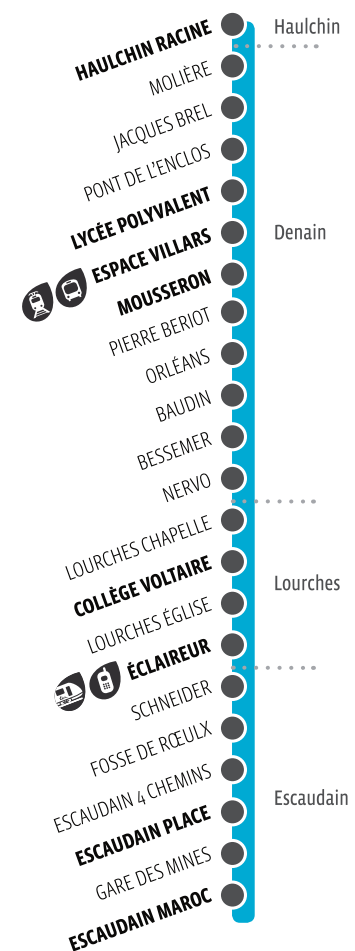 HAULCHIN RACINE
Haulchin
MOLIÈRE
JACQUES BREL
PONT DE L'ENCLOS
LYCÉE POLYVALENT
ESPACE VILLARS
Denain
MOUSSERON
PIERRE BERIOT
ORLÉANS
BAUDIN
BESSEMER
NERVO
LOURCHES CHAPELLE
COLLÈGE VOLTAIRE
Lourches
LOURCHES ÉGLISE
ÉCLAIREUR
SCHNEIDER
FOSSE DE RŒULX
ESCAUDAIN 4 CHEMINS
Escaudain
ESCAUDAIN PLACE
GARE DES MINES
ESCAUDAIN MAROC